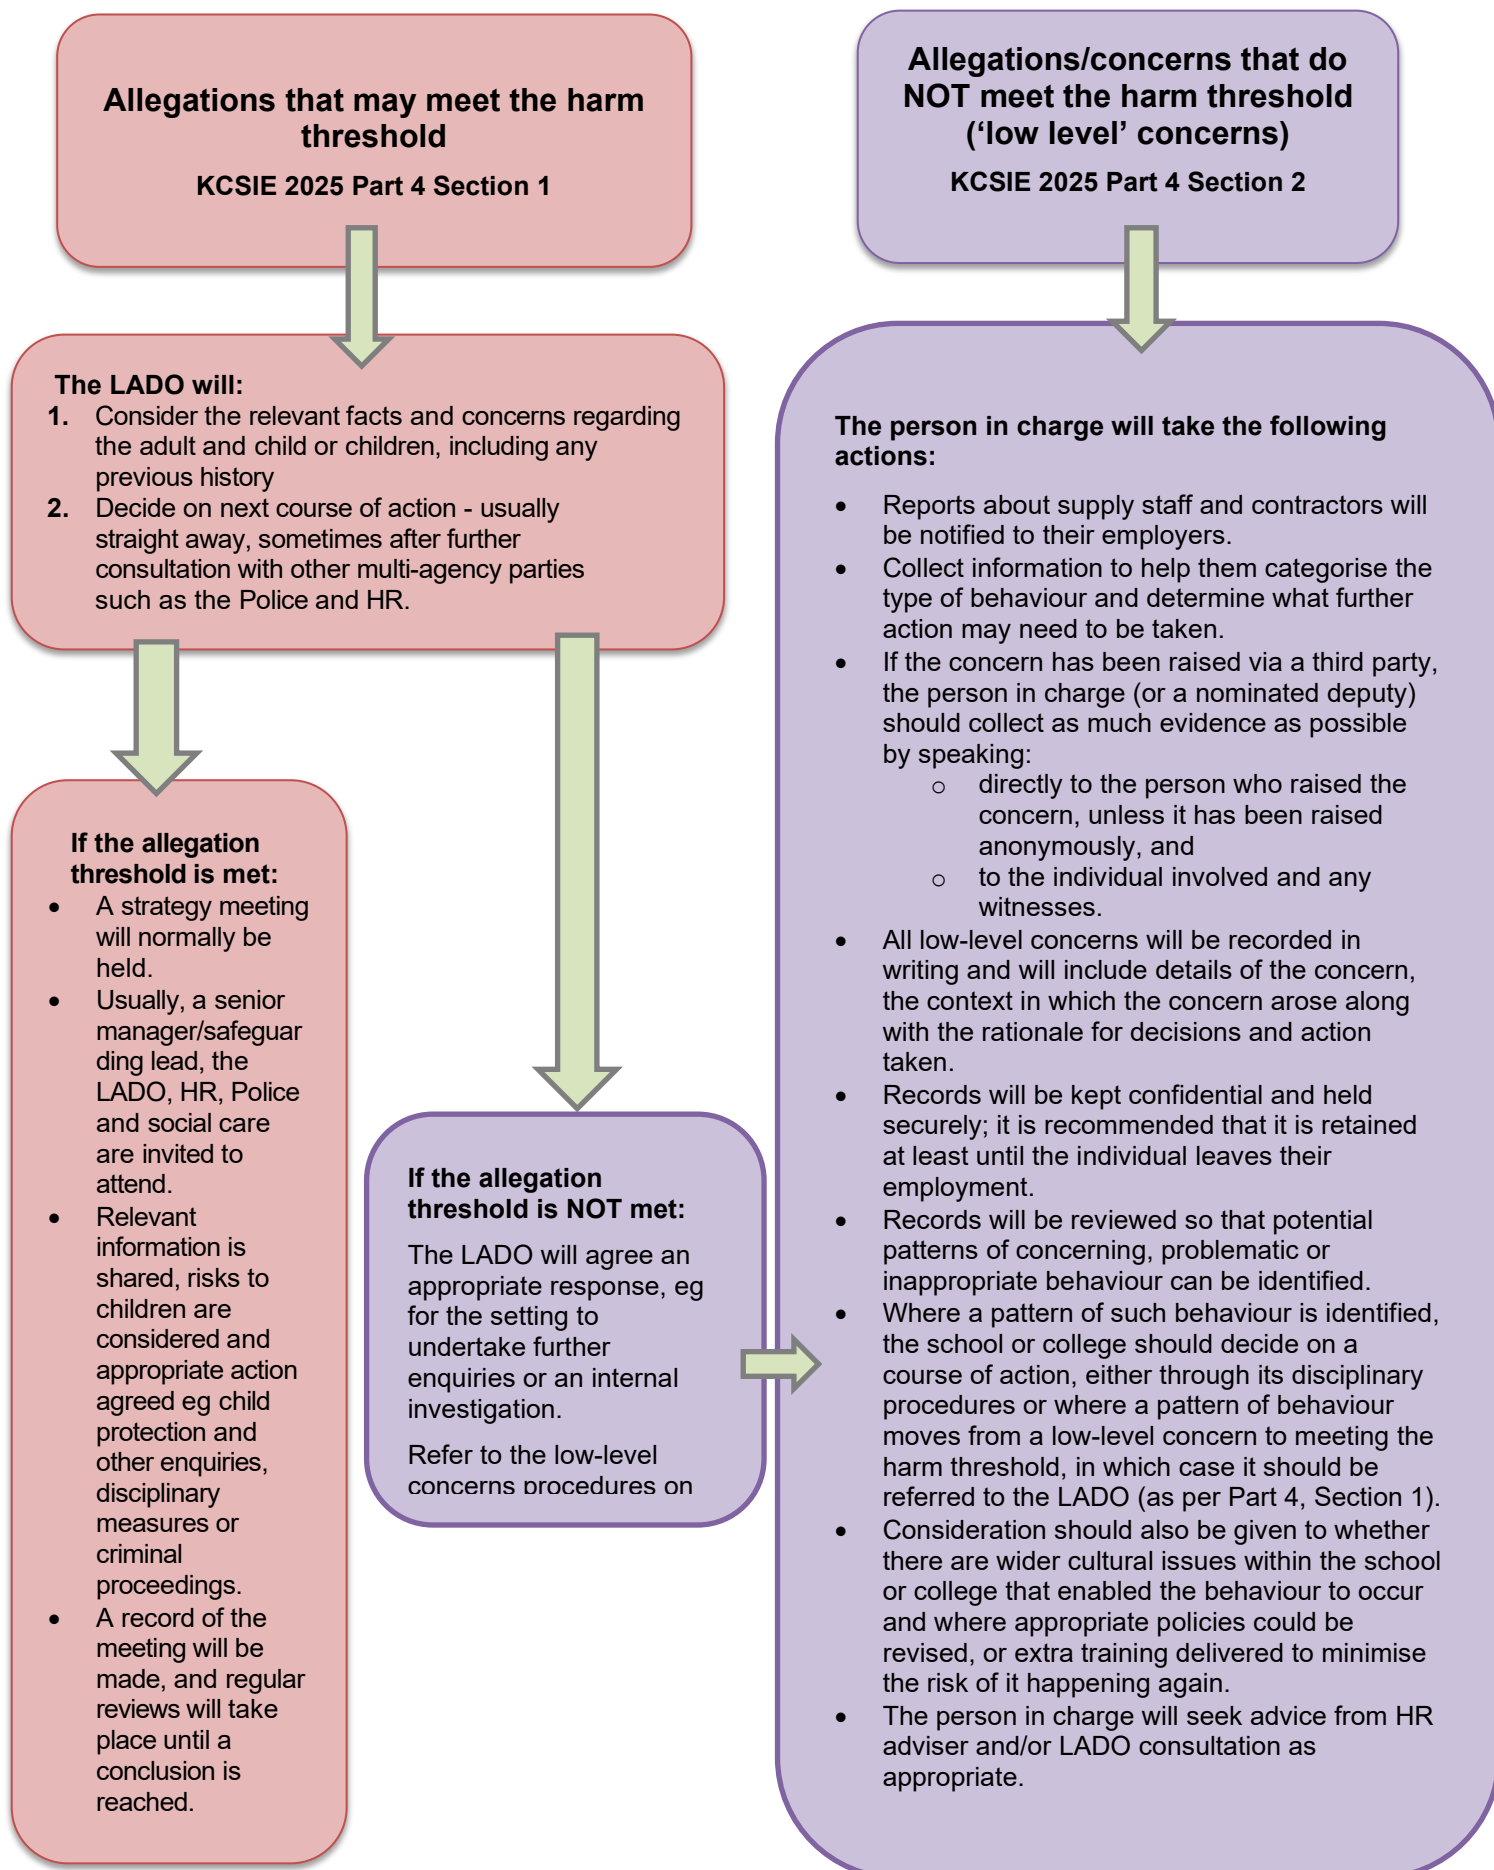 Allegations that may meet the harm
threshold
KCSIE 2025 Part 4 Section 1
Allegations/concerns that do
NOT meet the harm threshold
(‘low level’ concerns)
KCSIE 2025 Part 4 Section 2
The LADO will:
1. Consider the relevant facts and concerns regarding
the adult and child or children, including any
previous history
2. Decide on next course of action - usually
straight away, sometimes after further
consultation with other multi-agency parties
such as the Police and HR.
If the allegation
threshold is met:
• A strategy meeting
will normally be
held.
• Usually, a senior
manager/safeguar
ding lead, the
LADO, HR, Police
and social care
are invited to
attend.
• Relevant
information is
shared, risks to
children are
considered and
appropriate action
agreed eg child
protection and
other enquiries,
disciplinary
measures or
criminal
proceedings.
• A record of the
meeting will be
made, and regular
reviews will take
place until a
conclusion is
reached.
If the allegation
threshold is NOT met:
The LADO will agree an
appropriate response, eg
for the setting to
undertake further
enquiries or an internal
investigation.
Refer to the low-level
concerns procedures on
The person in charge will take the following
actions:
• Reports about supply staff and contractors will
be notified to their employers.
• Collect information to help them categorise the
type of behaviour and determine what further
action may need to be taken.
• If the concern has been raised via a third party,
the person in charge (or a nominated deputy)
should collect as much evidence as possible
by speaking:
o directly to the person who raised the
concern, unless it has been raised
anonymously, and
o to the individual involved and any
witnesses.
• All low-level concerns will be recorded in
writing and will include details of the concern,
the context in which the concern arose along
with the rationale for decisions and action
taken.
• Records will be kept confidential and held
securely; it is recommended that it is retained
at least until the individual leaves their
employment.
• Records will be reviewed so that potential
patterns of concerning, problematic or
inappropriate behaviour can be identified.
• Where a pattern of such behaviour is identified,
the school or college should decide on a
course of action, either through its disciplinary
procedures or where a pattern of behaviour
moves from a low-level concern to meeting the
harm threshold, in which case it should be
referred to the LADO (as per Part 4, Section 1).
• Consideration should also be given to whether
there are wider cultural issues within the school
or college that enabled the behaviour to occur
and where appropriate policies could be
revised, or extra training delivered to minimise
the risk of it happening again.
• The person in charge will seek advice from HR
adviser and/or LADO consultation as
appropriate.